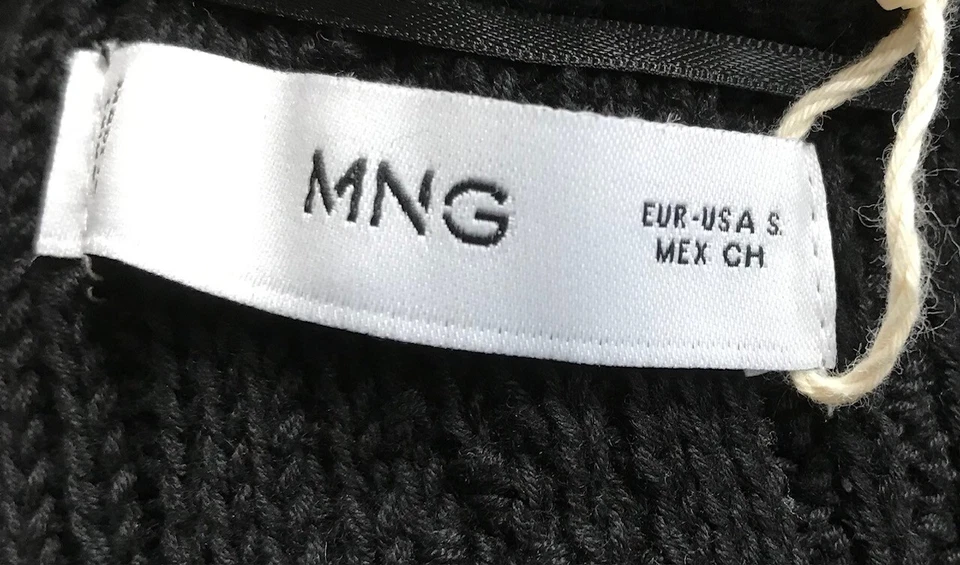 MNG
EUR-USA S
MEX CH